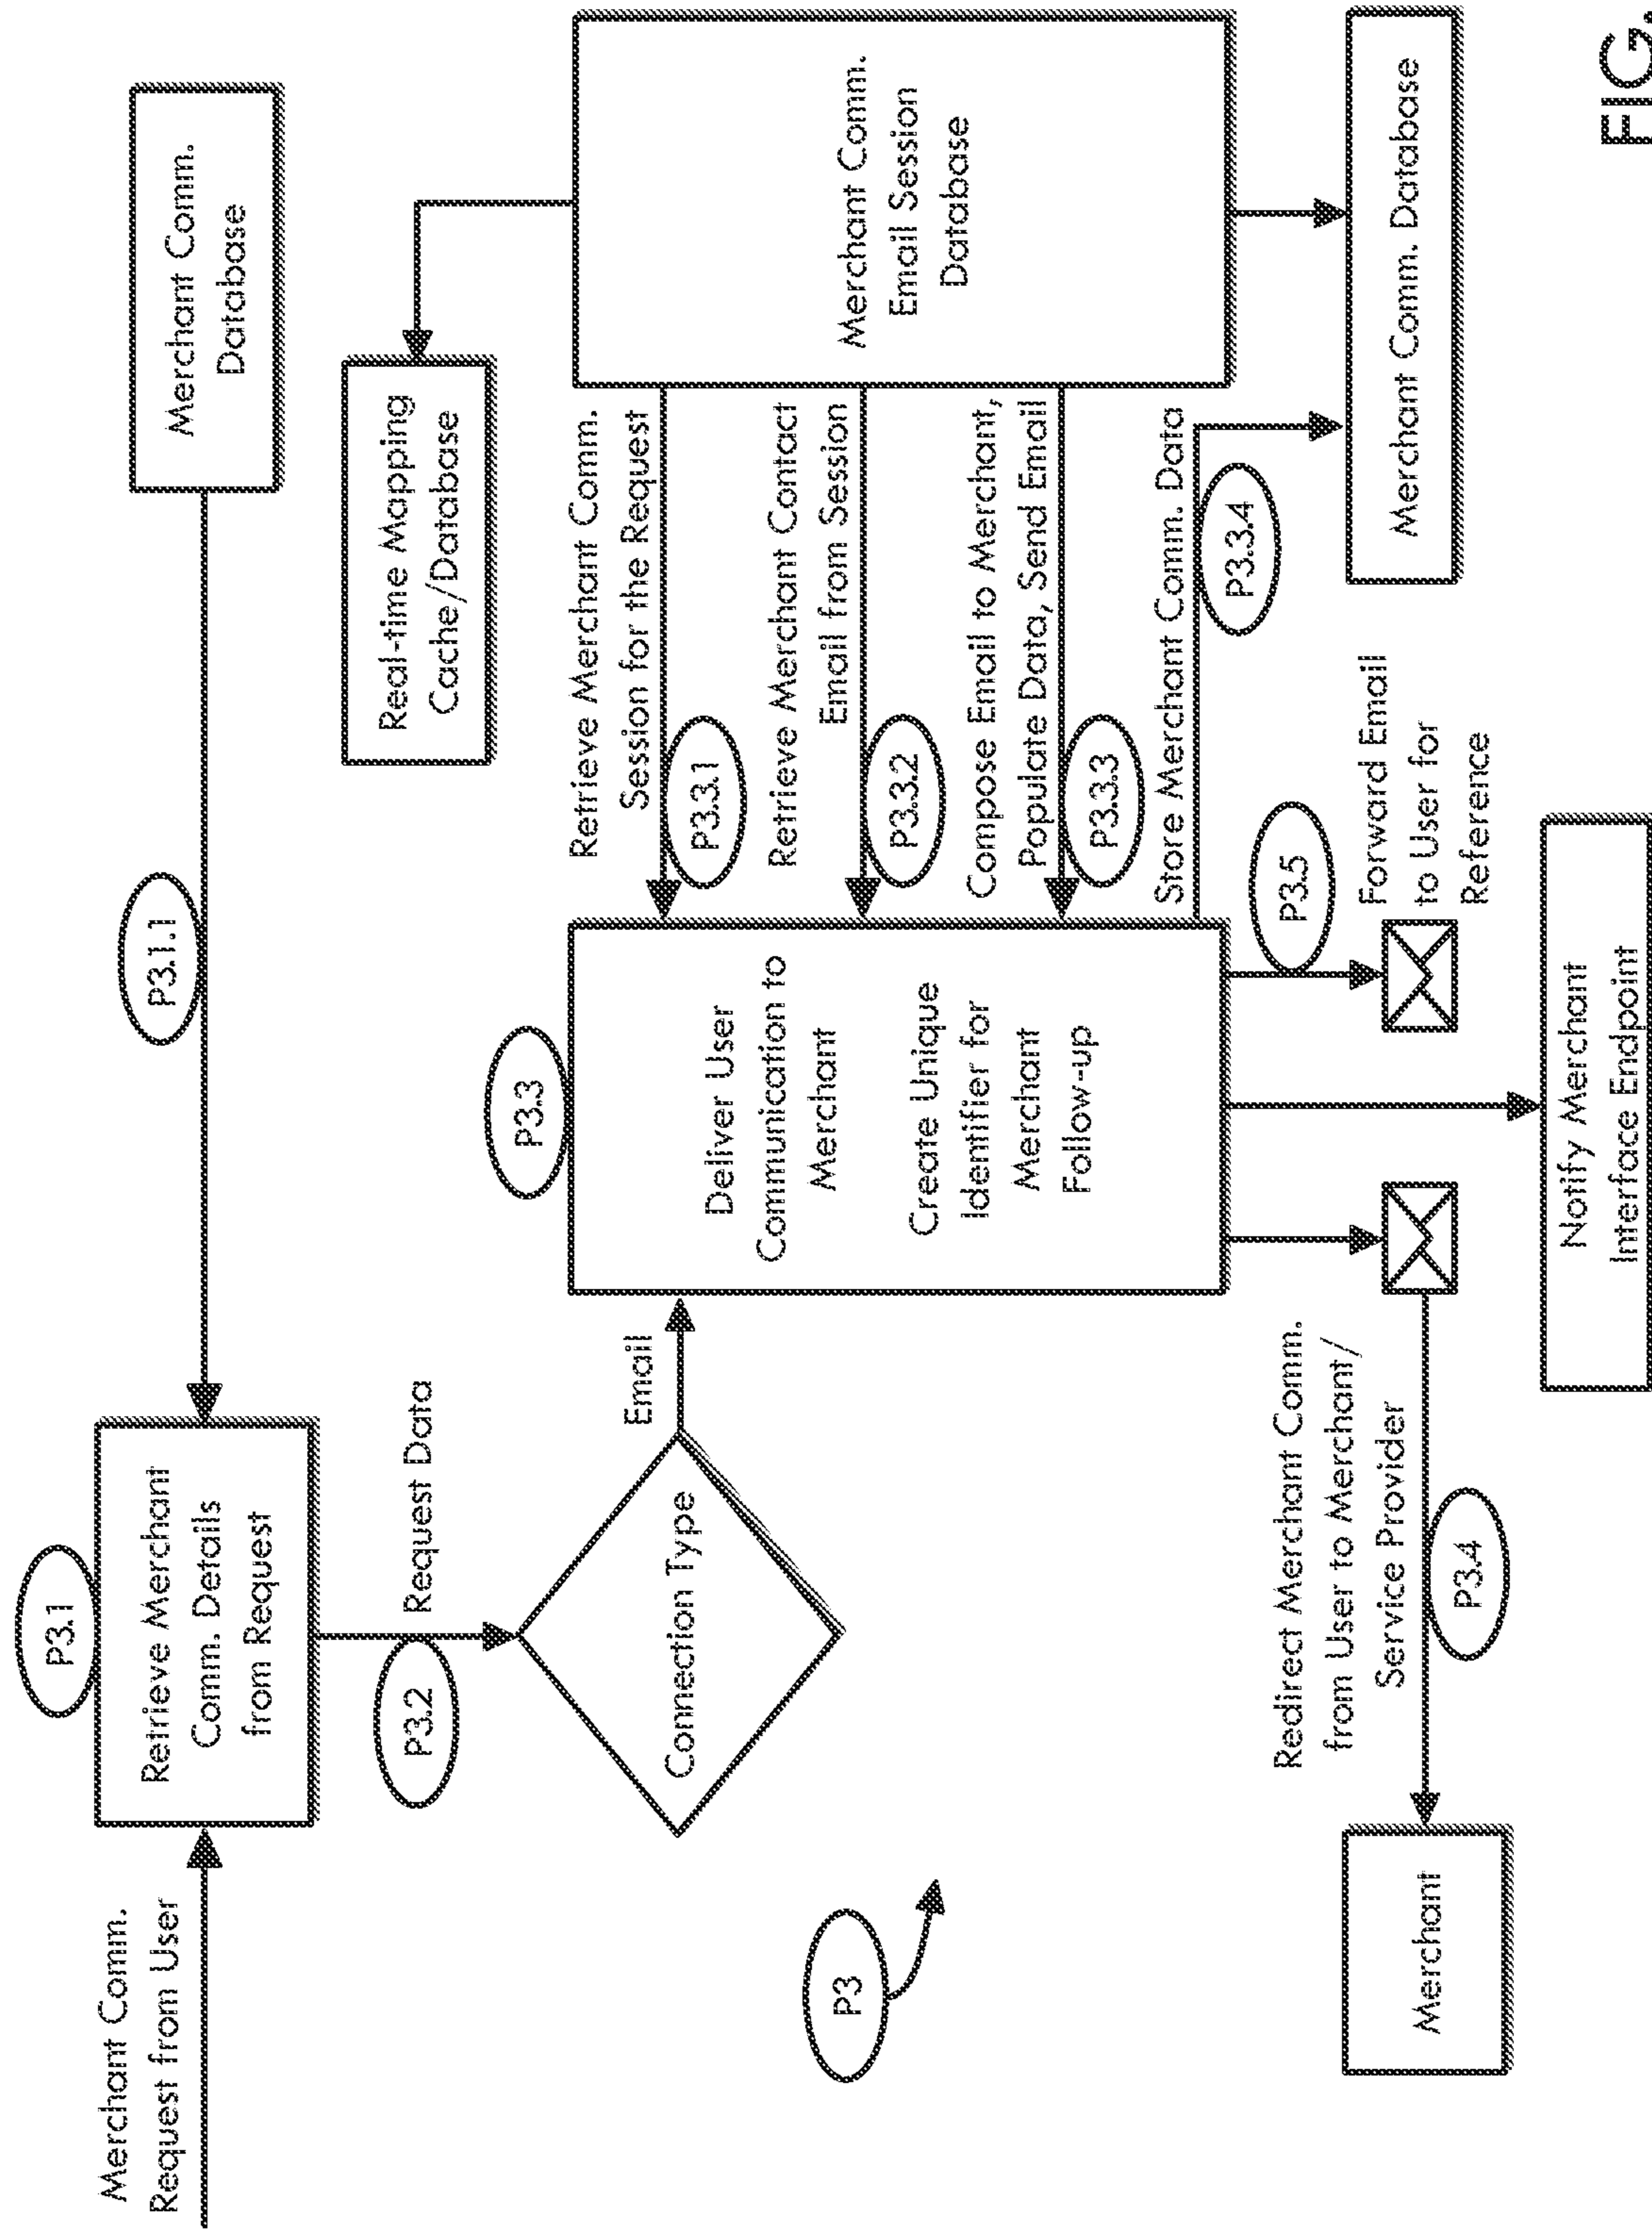 Merchant Comm.
Request from User
P3.1
Retrieve Merchant
Comm. Details
from Request
P3.1.1
Merchant Comm.
Database
P3.2
Request Data
Real-time Mapping
Cache/Database
Connection Type
Email
P3.3
Deliver User
Communication to
Merchant
Create Unique
Identifier for
Merchant
Follow-up
Retrieve Merchant Comm.
Session for the Request
P3.3.1
Retrieve Merchant Contact
Email from Session
P3.3.2
Compose Email to Merchant,
Populate Data, Send Email
P3.3.3
Store Merchant Comm. Data
P3.3.4
Merchant Comm.
Email Session
Database
P3
Merchant
Redirect Merchant Comm.
from User to Merchant/
Service Provider
P3.4
P3.5
Forward Email
to User for
Reference
Merchant Comm. Database
Notify Merchant
Interface Endpoint
FIG.